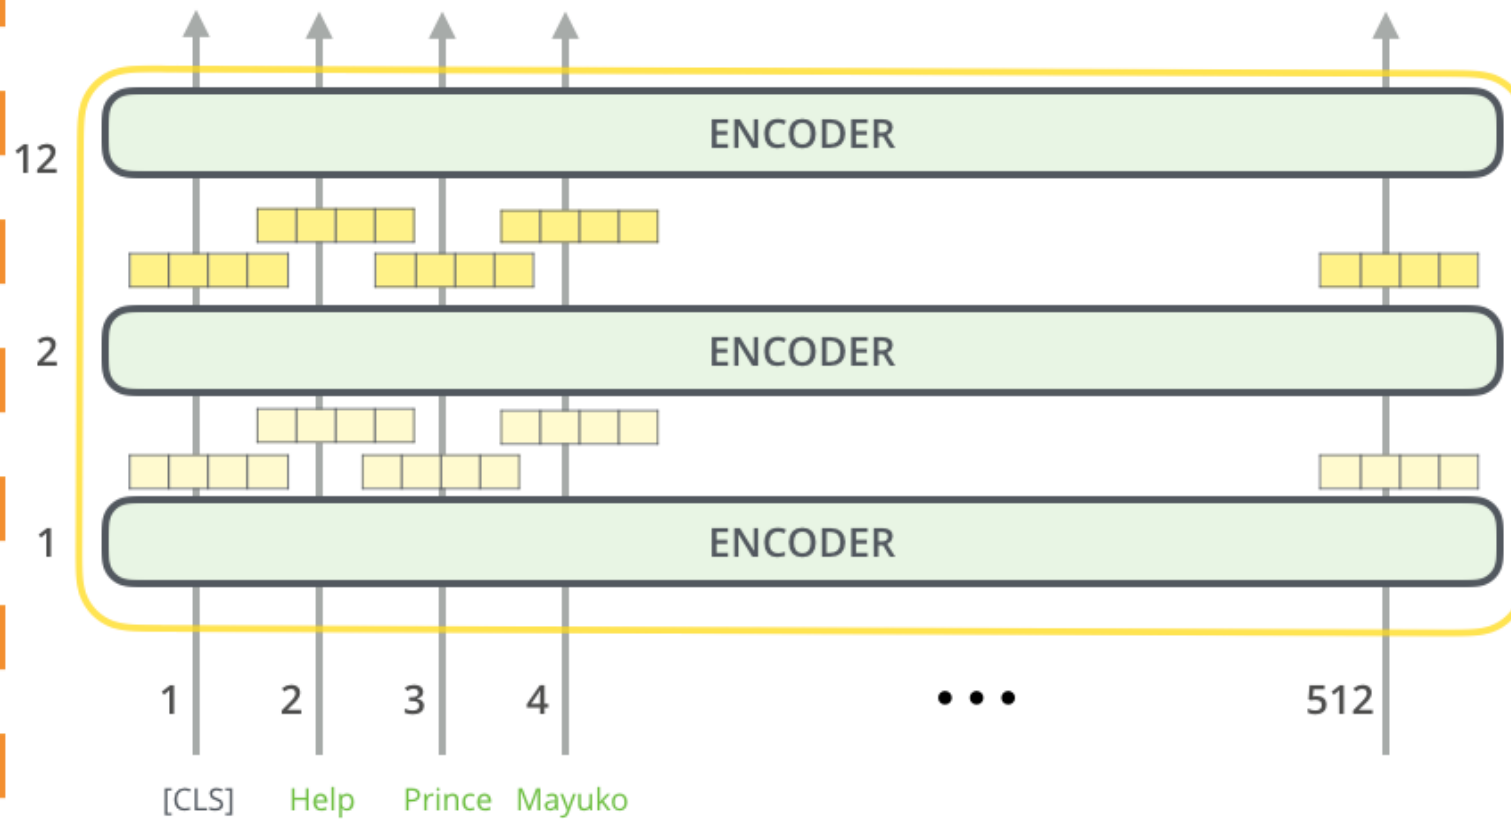 ENCODER
12
2 ENCODER
1 ENCODER
1 2 3 4 ••• 512
[CLS] Help Prince Mayuko